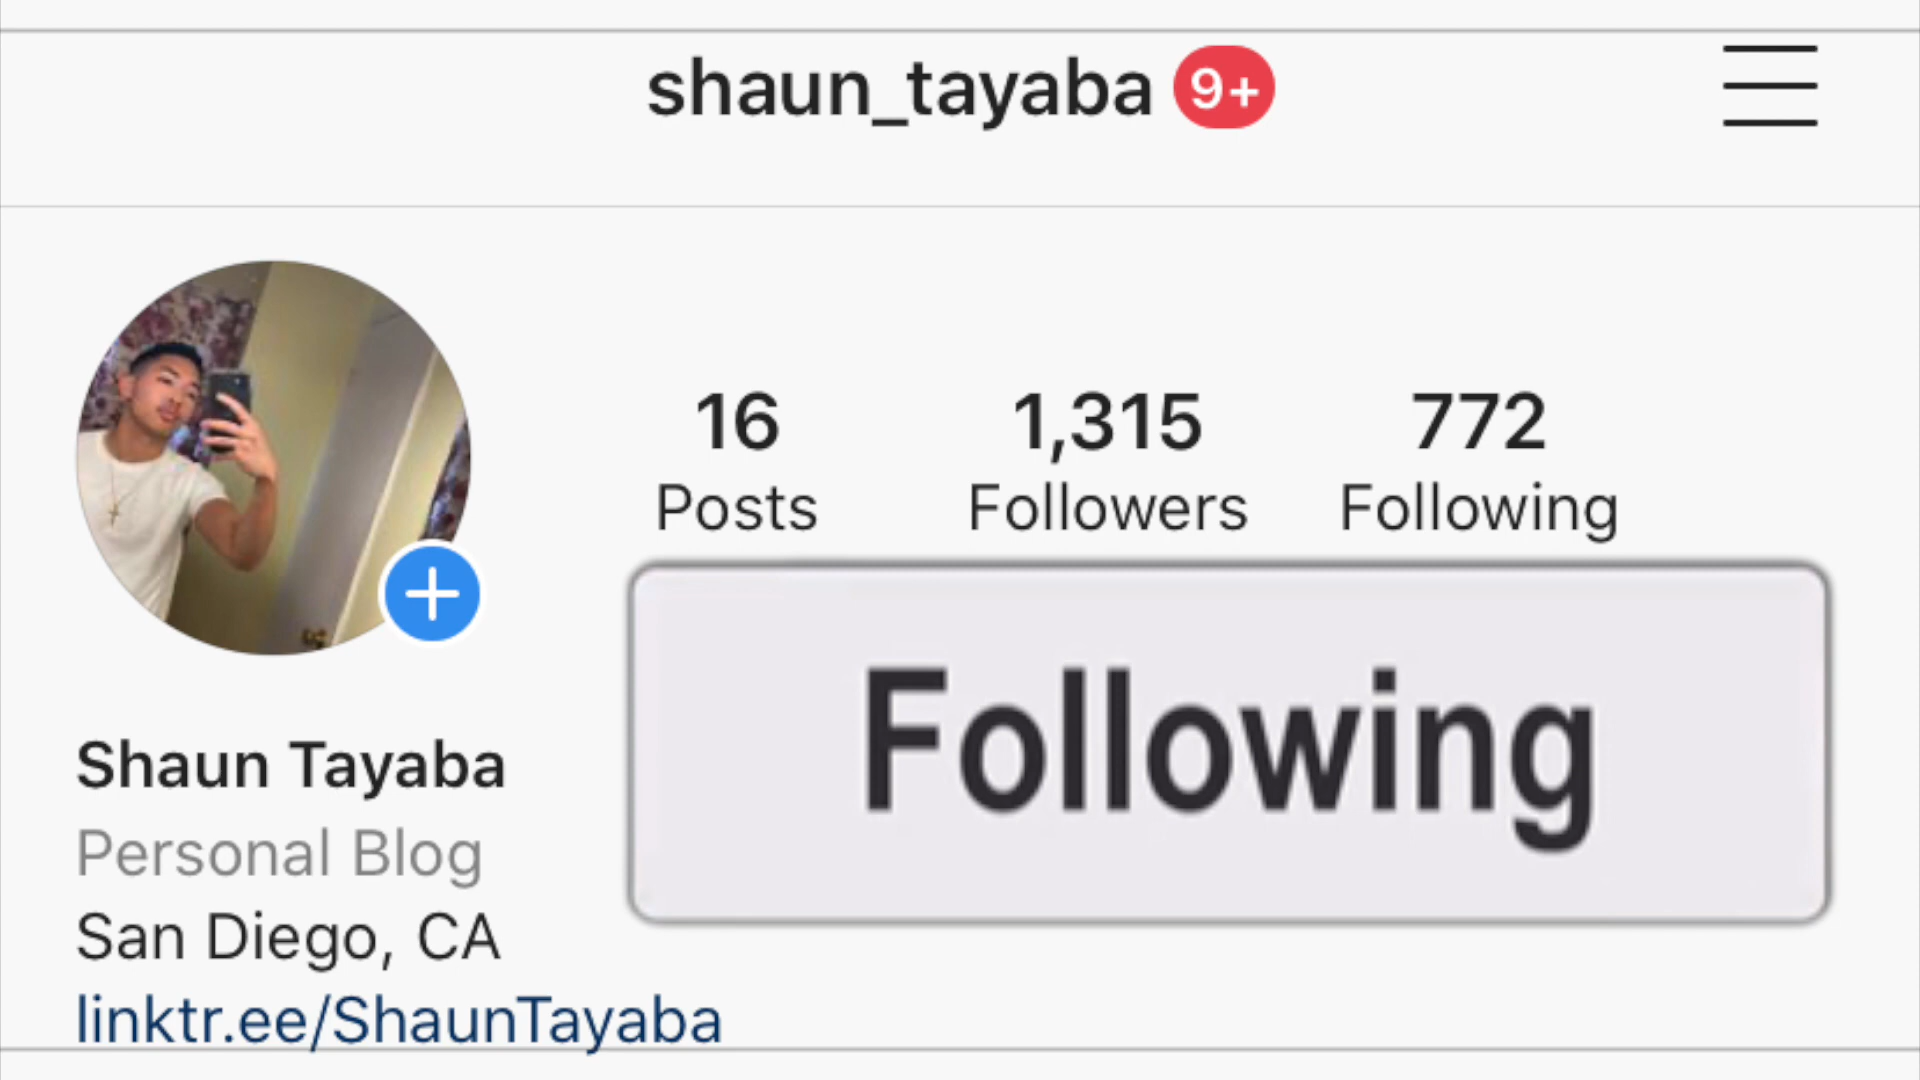 shaun_tayaba 9+
16 1,315 772
Posts Followers Following
Following
Shaun Tayaba
Personal Blog
San Diego, CA
linktr.ee/ShaunTayaba